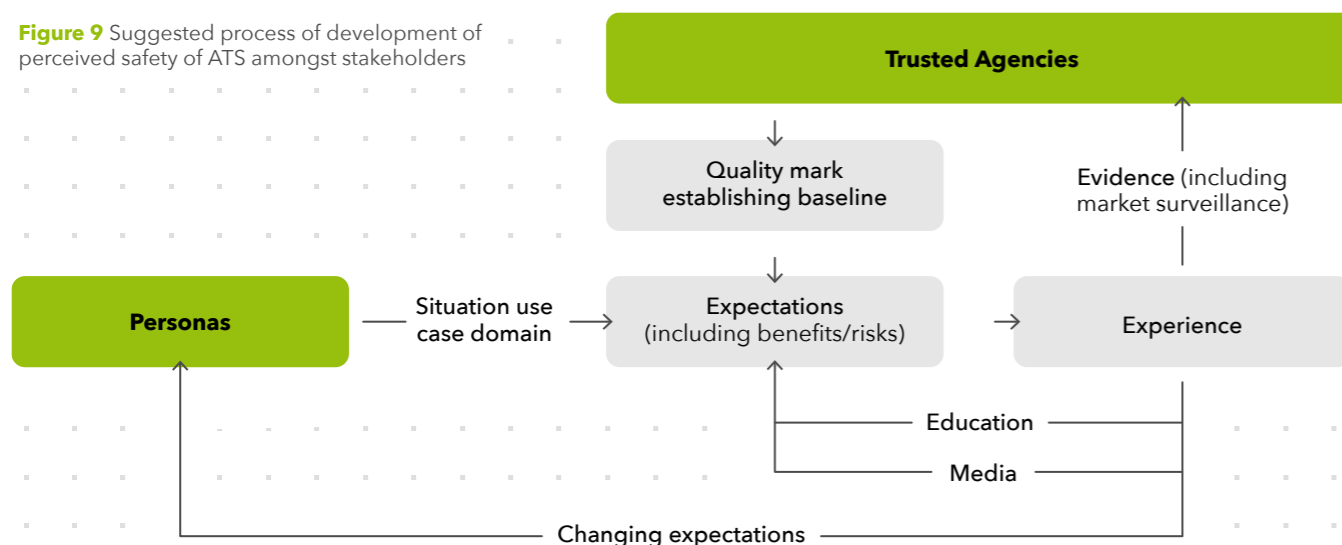 Figure 9 Suggested process of development of
perceived safety of ATS amongst stakeholders
Trusted Agencies
Quality mark
establishing baseline
Evidence (including
market surveillance)
Personas
Situation use
case domain
Expectations
(including benefits/risks)
Experience
Education
Media
Changing expectations